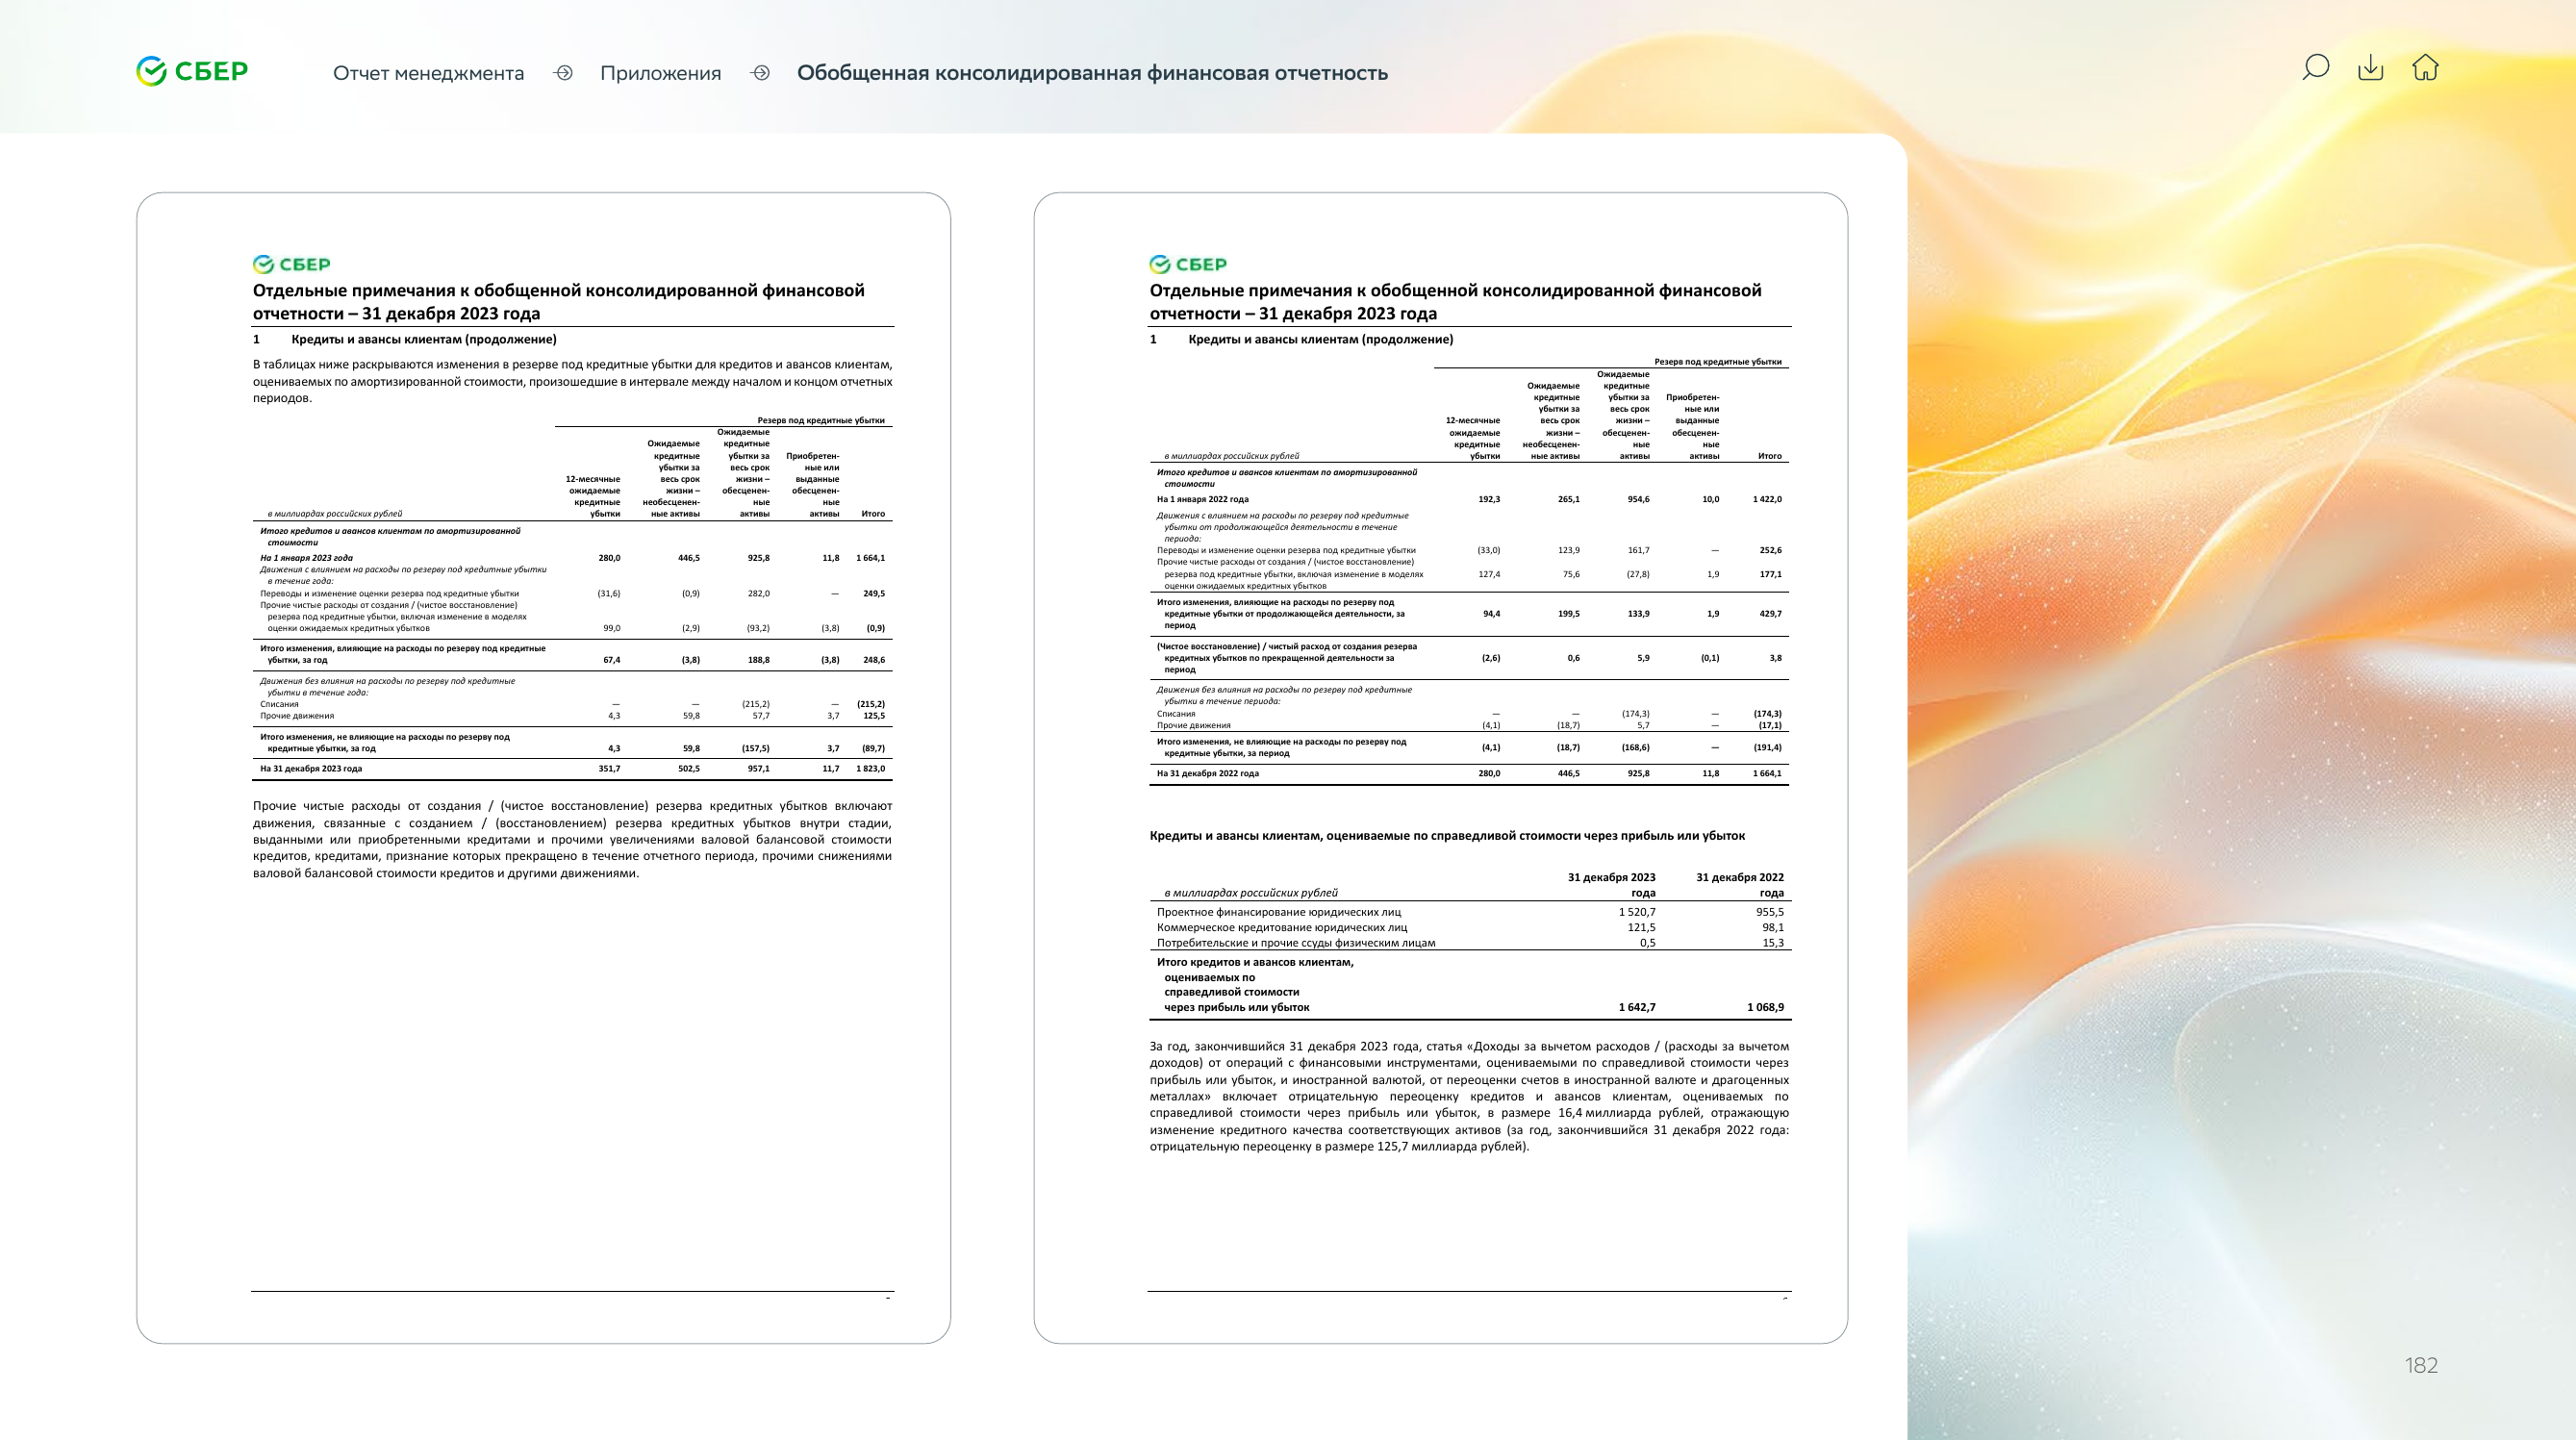 СБЕР Отчет менеджмента Приложения Обобщенная консолидированная финансовая отчетность
СБЕР
Отдельные примечания к обобщенной консолидированной финансовой
отчетности – 31 декабря 2023 года
1 Кредиты и авансы клиентам (продолжение)
В таблицах ниже раскрываются изменения в резерве под кредитные убытки для кредитов и авансов клиентам,
оцениваемых по амортизированной стоимости, произошедшие в интервале между началом и концом отчетных
периодов.
Резерв под кредитные убытки
Ожидаемые
Ожидаемые кредитные
кредитные убытки за Приобретен-
убытки за весь срок ные или
12-месячные весь срок жизни – выданные
ожидаемые жизни – обесценен- обесценен-
кредитные необесценен- ные ные
в миллиардах российских рублей убытки ные активы активы активы Итого
Итого кредитов и авансов клиентам по амортизированной
стоимости
На 1 января 2023 года 280,0 446,5 925,8 11,8 1 664,1
Движения с влиянием на расходы по резерву под кредитные убытки
в течение года:
Переводы и изменение оценки резерва под кредитные убытки (31,6) (0,9) 282,0 — 249,5
Прочие чистые расходы от создания / (чистое восстановление)
резерва под кредитные убытки, включая изменение в моделях
оценки ожидаемых кредитных убытков 99,0 (2,9) (93,2) (3,8) (0,9)
Итого изменения, влияющие на расходы по резерву под кредитные
убытки, за год 67,4 (3,8) 188,8 (3,8) 248,6
Движения без влияния на расходы по резерву под кредитные
убытки в течение года:
Списания — — (215,2) — (215,2)
Прочие движения 4,3 59,8 57,7 3,7 125,5
Итого изменения, не влияющие на расходы по резерву под
кредитные убытки, за год 4,3 59,8 (157,5) 3,7 (89,7)
На 31 декабря 2023 года 351,7 502,5 957,1 11,7 1 823,0
Прочие чистые расходы от создания / (чистое восстановление) резерва кредитных убытков включают
движения, связанные с созданием / (восстановлением) резерва кредитных убытков внутри стадии,
выданными или приобретенными кредитами и прочими увеличениями валовой балансовой стоимости
кредитов, кредитами, признание которых прекращено в течение отчетного периода, прочими снижениями
валовой балансовой стоимости кредитов и другими движениями.
СБЕР
Отдельные примечания к обобщенной консолидированной финансовой
отчетности – 31 декабря 2023 года
1 Кредиты и авансы клиентам (продолжение)
Резерв под кредитные убытки
Ожидаемые
Ожидаемые кредитные
кредитные убытки за Приобретен-
убытки за весь срок ные или
12-месячные весь срок жизни – выданные
ожидаемые жизни – обесценен- обесценен-
кредитные необесценен- ные ные
в миллиардах российских рублей убытки ные активы активы активы Итого
Итого кредитов и авансов клиентам по амортизированной
стоимости
На 1 января 2022 года 192,3 265,1 954,6 10,0 1 422,0
Движения с влиянием на расходы по резерву под кредитные
убытки от продолжающейся деятельности в течение
периода:
Переводы и изменение оценки резерва под кредитные убытки (33,0) 123,9 161,7 — 252,6
Прочие чистые расходы от создания / (чистое восстановление)
резерва под кредитные убытки, включая изменение в моделях 127,4 75,6 (27,8) 1,9 177,1
оценки ожидаемых кредитных убытков
Итого изменения, влияющие на расходы по резерву под
кредитные убытки от продолжающейся деятельности, за 94,4 199,5 133,9 1,9 429,7
период
(Чистое восстановление) / чистый расход от создания резерва
кредитных убытков по прекращенной деятельности за (2,6) 0,6 5,9 (0,1) 3,8
период
Движения без влияния на расходы по резерву под кредитные
убытки в течение периода:
Списания — — (174,3) — (174,3)
Прочие движения (4,1) (18,7) 5,7 — (17,1)
Итого изменения, не влияющие на расходы по резерву под
кредитные убытки, за период (4,1) (18,7) (168,6) — (191,4)
На 31 декабря 2022 года 280,0 446,5 925,8 11,8 1 664,1
Кредиты и авансы клиентам, оцениваемые по справедливой стоимости через прибыль или убыток
31 декабря 2023 31 декабря 2022
в миллиардах российских рублей года года
Проектное финансирование юридических лиц 1 520,7 955,5
Коммерческое кредитование юридических лиц 121,5 98,1
Потребительские и прочие ссуды физическим лицам 0,5 15,3
Итого кредитов и авансов клиентам,
оцениваемых по
справедливой стоимости
через прибыль или убыток 1 642,7 1 068,9
За год, закончившийся 31 декабря 2023 года, статья «Доходы за вычетом расходов / (расходы за вычетом
доходов) от операций с финансовыми инструментами, оцениваемыми по справедливой стоимости через
прибыль или убыток, и иностранной валютой, от переоценки счетов в иностранной валюте и драгоценных
металлах» включает отрицательную переоценку кредитов и авансов клиентам, оцениваемых по
справедливой стоимости через прибыль или убыток, в размере 16,4 миллиарда рублей, отражающую
изменение кредитного качества соответствующих активов (за год, закончившийся 31 декабря 2022 года:
отрицательную переоценку в размере 125,7 миллиарда рублей).
182